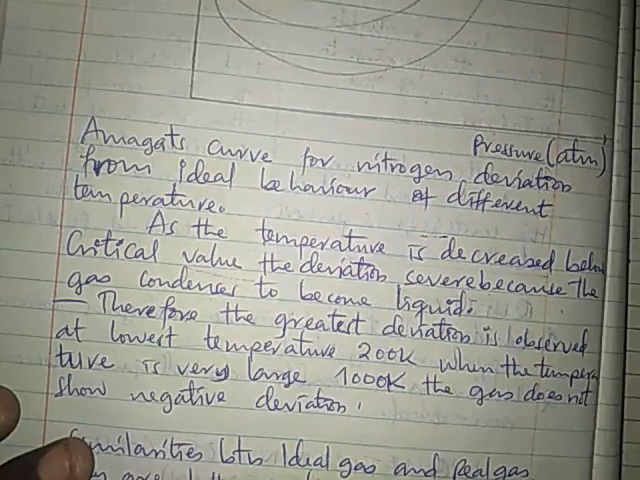 Pressure (atm)
Amagats curve for nitrogen deviation
from ideal behaviour at different
temperature.
As the temperature is decreased below
Critical value the deviation severe because the
gas condenses to become liquid.
— Therefore the greatest deviation is observed
at lowest temperature 200K when the tempera
ture is very large 1000K the gas does not
show negative deviation.
Similarities btn Ideal gas and Real gas